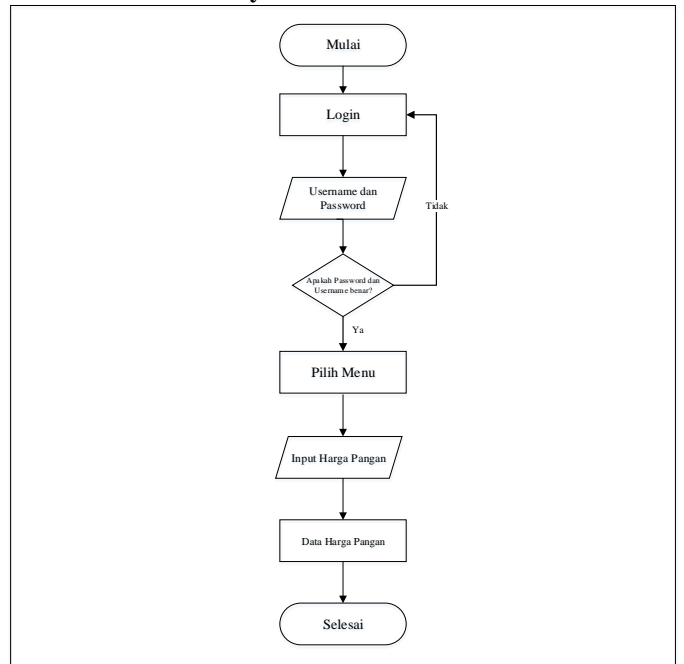 Mulai
Login
Username dan
Password
Tidak
Apakah Password dan
Username benar?
Ya
Pilih Menu
Input Harga Pangan
Data Harga Pangan
Selesai